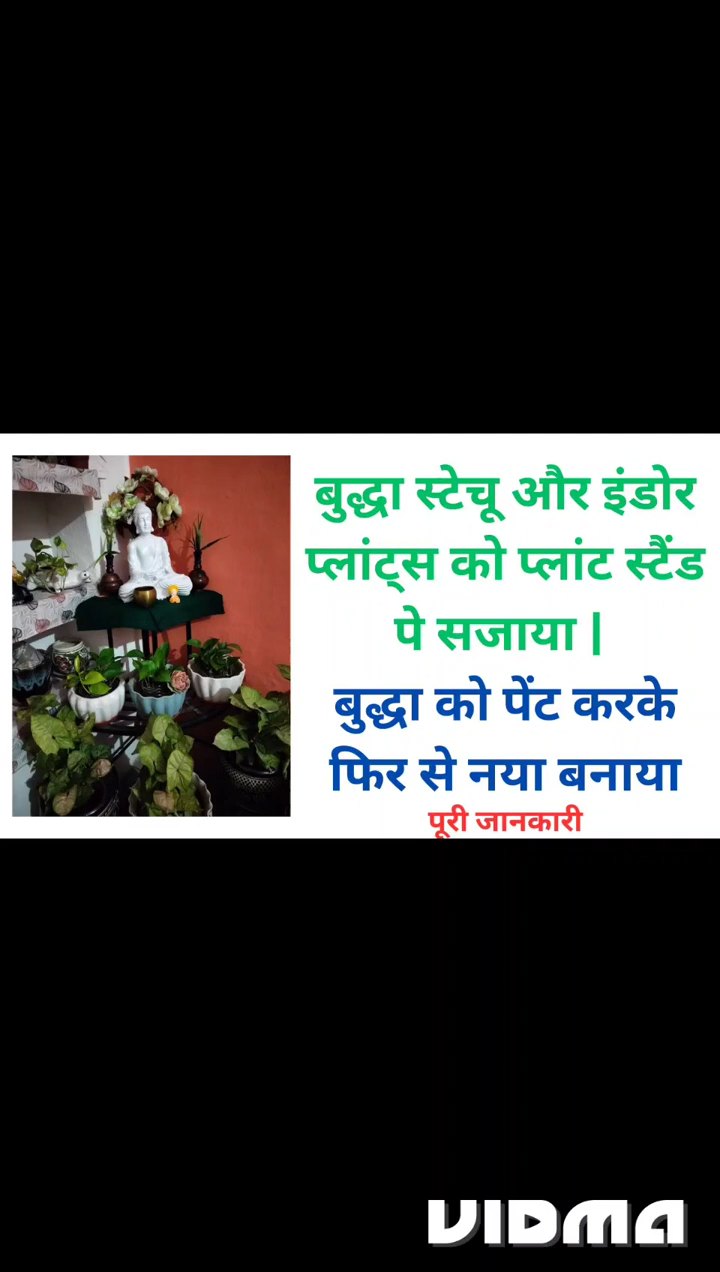 बुद्धा स्टेचू और इंडोर
प्लांट्स को प्लांट स्टैंड
पे सजाया |
बुद्धा को पेंट करके
फिर से नया बनाया
पूरी जानकारी
VIDMA